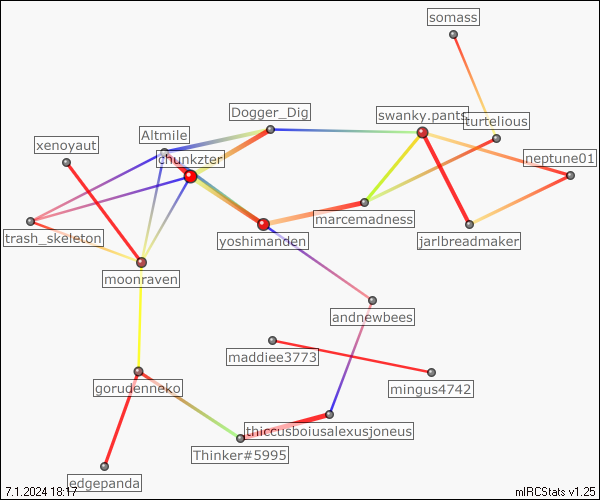 somass
Dogger_Dig
swanky.pants
turtelious
Altmile
xenoyaut
chunkzter
neptune01
marcemadness
trash_skeleton
yoshimanden
jarlbreadmaker
moonraven
andnewbees
maddiee3773
gorudenneko
mingus4742
thiccusboiusalexusjoneus
Thinker#5995
edgepanda
7.1.2024 18:17
mIRCStats v1.25